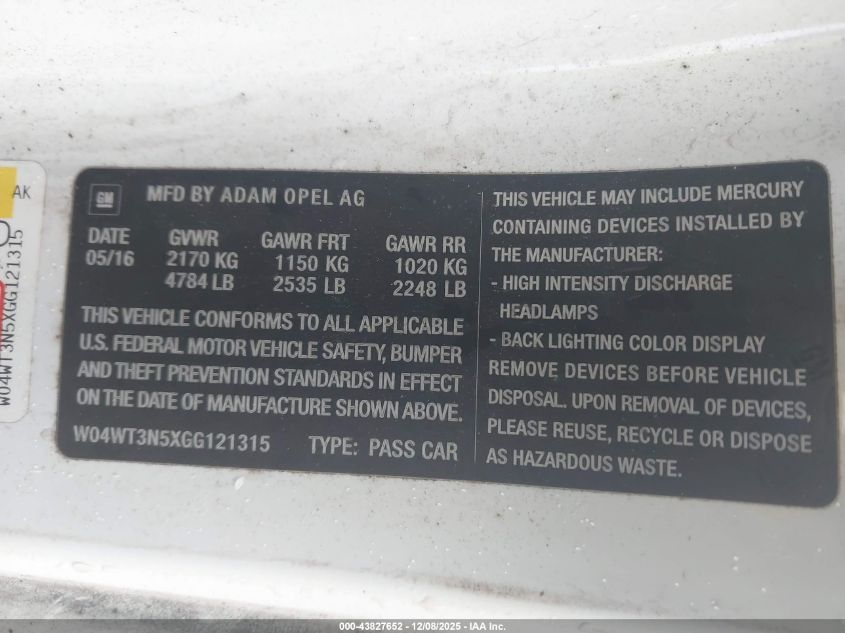 AK
W04WT3N5XGG121315
GM
MFD BY ADAM OPEL AG
DATE GVWR GAWR FRT GAWR RR
05/16 2170 KG 1150 KG 1020 KG
4784 LB 2535 LB 2248 LB
THIS VEHICLE CONFORMS TO ALL APPLICABLE
U.S. FEDERAL MOTOR VEHICLE SAFETY, BUMPER
AND THEFT PREVENTION STANDARDS IN EFFECT
ON THE DATE OF MANUFACTURE SHOWN ABOVE.
W04WT3N5XGG121315 TYPE: PASS CAR
THIS VEHICLE MAY INCLUDE MERCURY
CONTAINING DEVICES INSTALLED BY
THE MANUFACTURER:
- HIGH INTENSITY DISCHARGE
HEADLAMPS
- BACK LIGHTING COLOR DISPLAY
REMOVE DEVICES BEFORE VEHICLE
DISPOSAL. UPON REMOVAL OF DEVICES,
PLEASE REUSE, RECYCLE OR DISPOSE
AS HAZARDOUS WASTE.
000-43827652 - 12/08/2025 - IAA Inc.